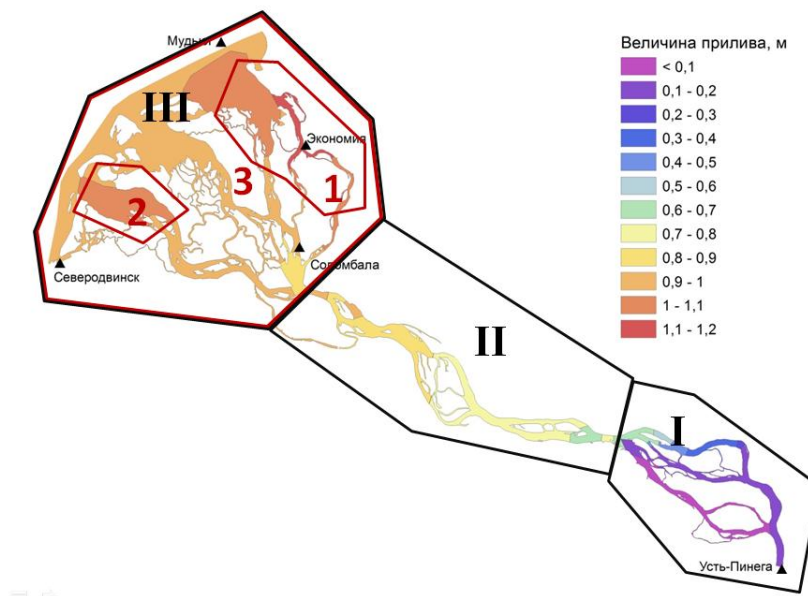 Мудьюг
III
Экономия
3
1
2
Соломбала
Северодвинск
II
I
Усть-Пинега
Величина прилива, м
< 0,1
0,1 - 0,2
0,2 - 0,3
0,3 - 0,4
0,4 - 0,5
0,5 - 0,6
0,6 - 0,7
0,7 - 0,8
0,8 - 0,9
0,9 - 1
1 - 1,1
1,1 - 1,2